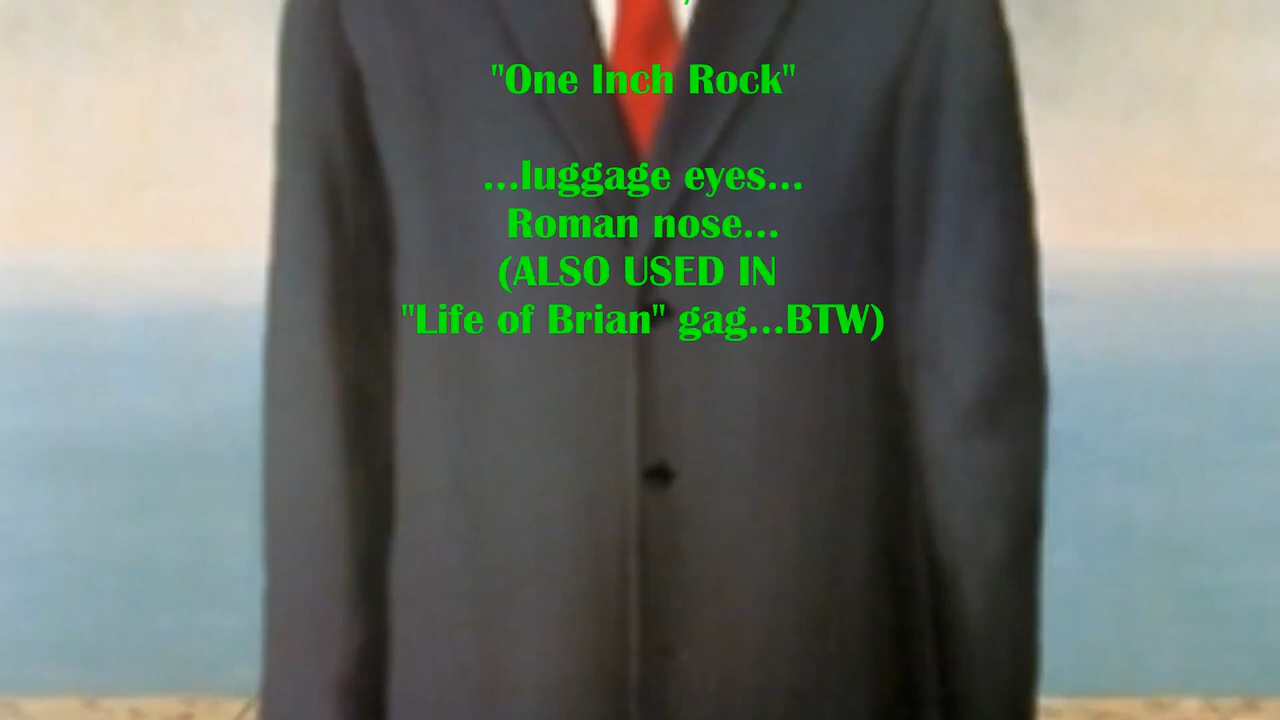 "One Inch Rock"
...luggage eyes...
Roman nose...
(ALSO USED IN
"Life of Brian" gag...BTW)